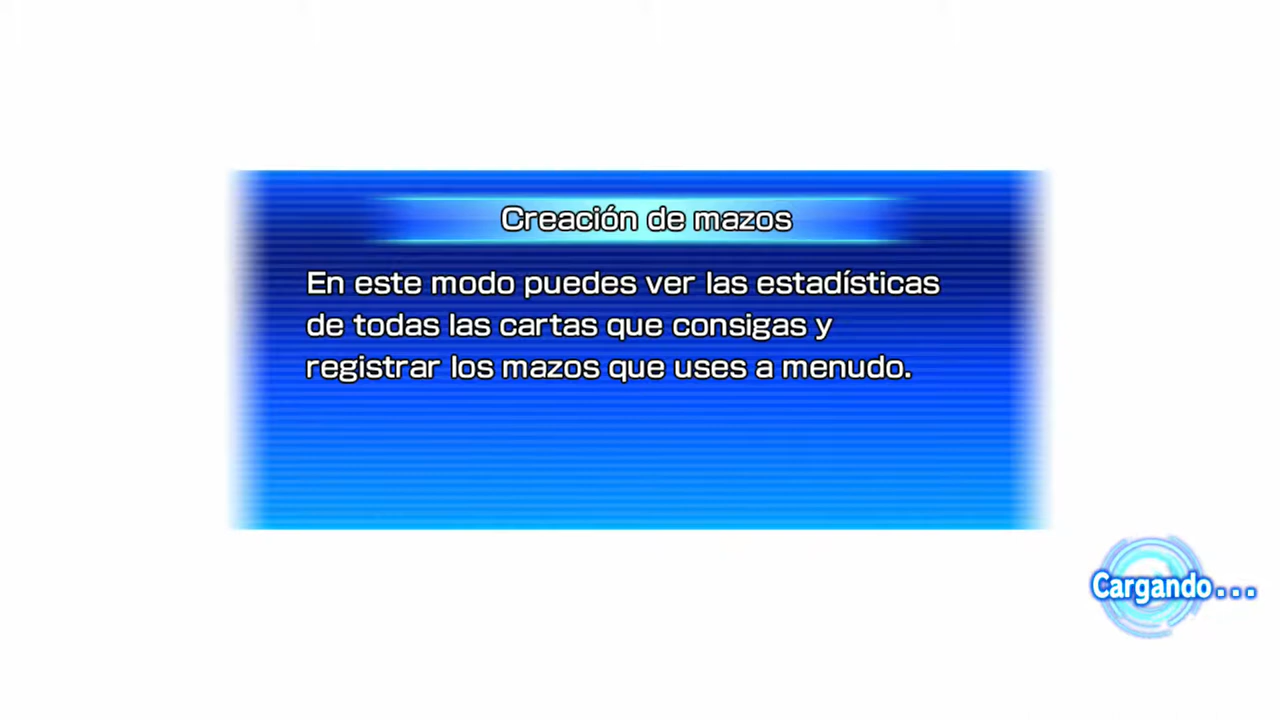 Creación de mazos
En este modo puedes ver las estadísticas
de todas las cartas que consigas y
registrar los mazos que uses a menudo.
Cargando...